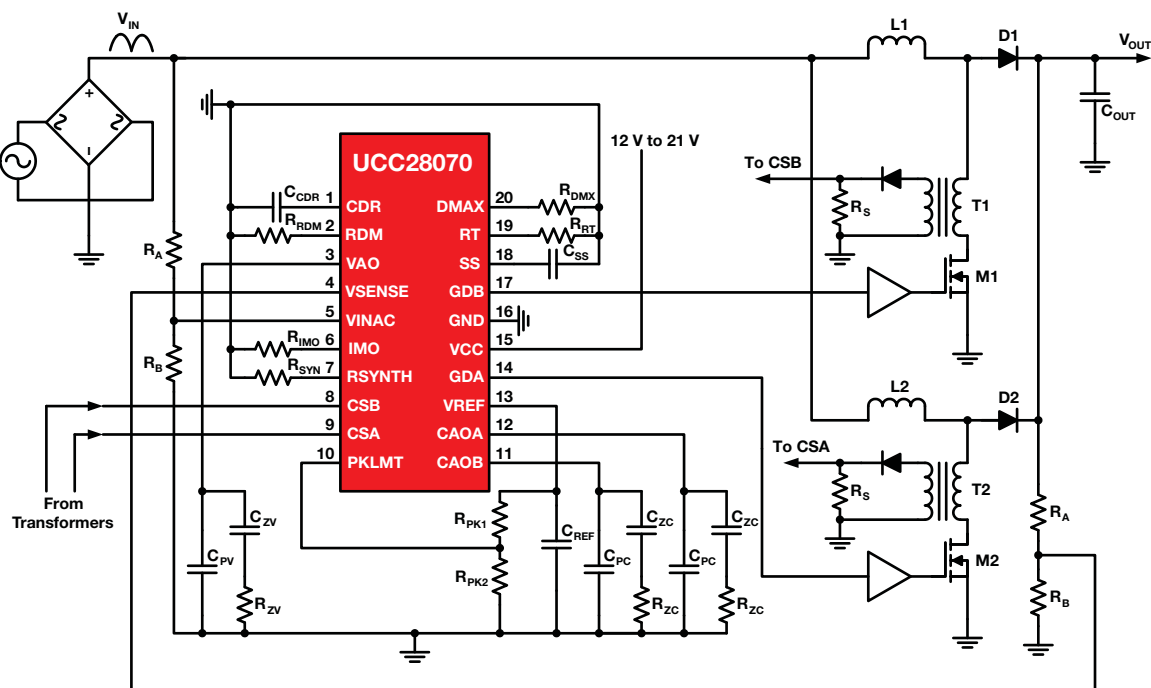 VIN
L1
D1
VOUT
COUT
12 V to 21 V
To CSB
RS
T1
M1
UCC28070
CCDR 1 CDR
DMAX 20 RDMX
RRDM 2 RDM
RT 19 RRT
3 VAO
SS 18 CSS
4 VSENSE
GDB 17
5 VINAC
GND 16
RIMO 6 IMO
VCC 15
RSYN 7 RSYNTH
GDA 14
8 CSB
VREF 13
9 CSA
CAOA 12
10 PKLMT
CAOB 11
RA
RB
L2
D2
To CSA
RS
T2
M2
RA
RB
From
Transformers
CZV
CPV
RZV
RPK1
RPK2
CREF
CZC
CPC
RZC
CZC
CPC
RZC
+
−